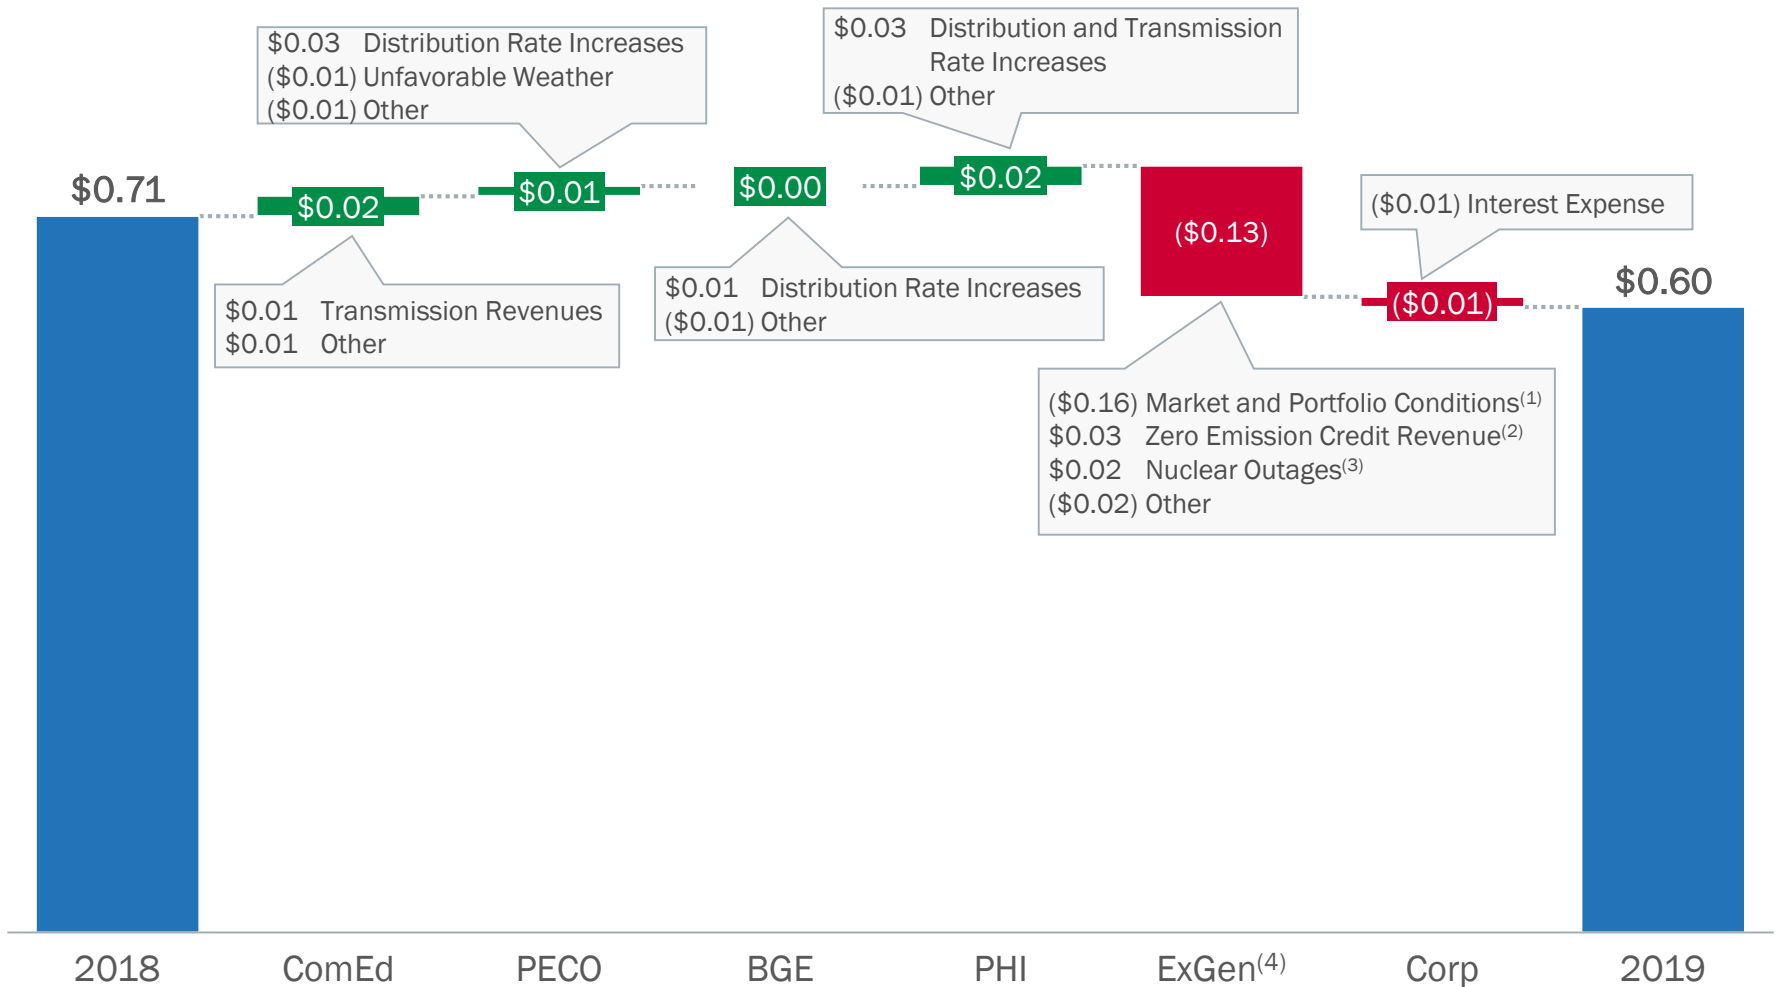 $0.03 Distribution Rate Increases
($0.01) Unfavorable Weather
($0.01) Other
$0.03 Distribution and Transmission
Rate Increases
($0.01) Other
$0.71
$0.02
$0.01
$0.00
$0.02
($0.13)
($0.01) Interest Expense
($0.01)
$0.60
$0.01 Transmission Revenues
$0.01 Other
$0.01 Distribution Rate Increases
($0.01) Other
($0.16) Market and Portfolio Conditions(1)
$0.03 Zero Emission Credit Revenue(2)
$0.02 Nuclear Outages(3)
($0.02) Other
2018 ComEd PECO BGE PHI ExGen(4) Corp 2019